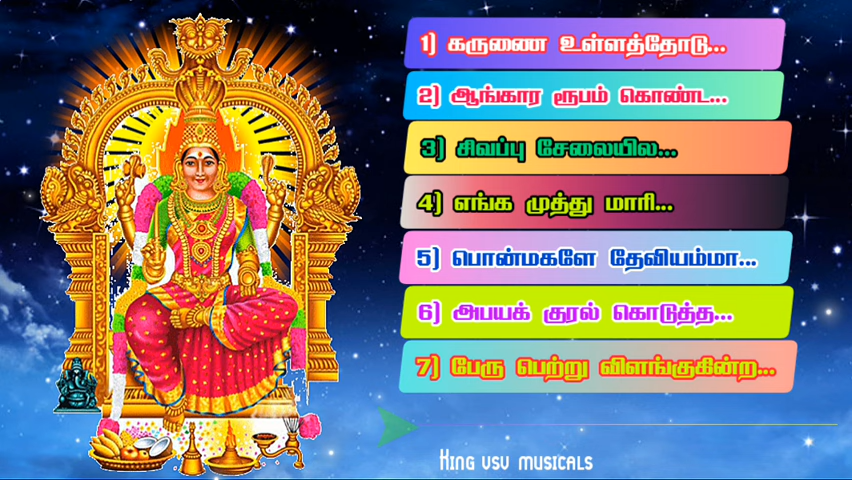 1) கருணை உள்ளத்தோடு...
2) ஆங்கார ரூபம் கொண்ட...
3) சிவப்பு சேலையில...
4) எங்க முத்து மாரி...
5) பொன்மகளே தேவியம்மா...
6) அபயக் குரல் கொடுத்த...
7) பேரு பெற்று விளங்குகின்ற...
King vsv musicals